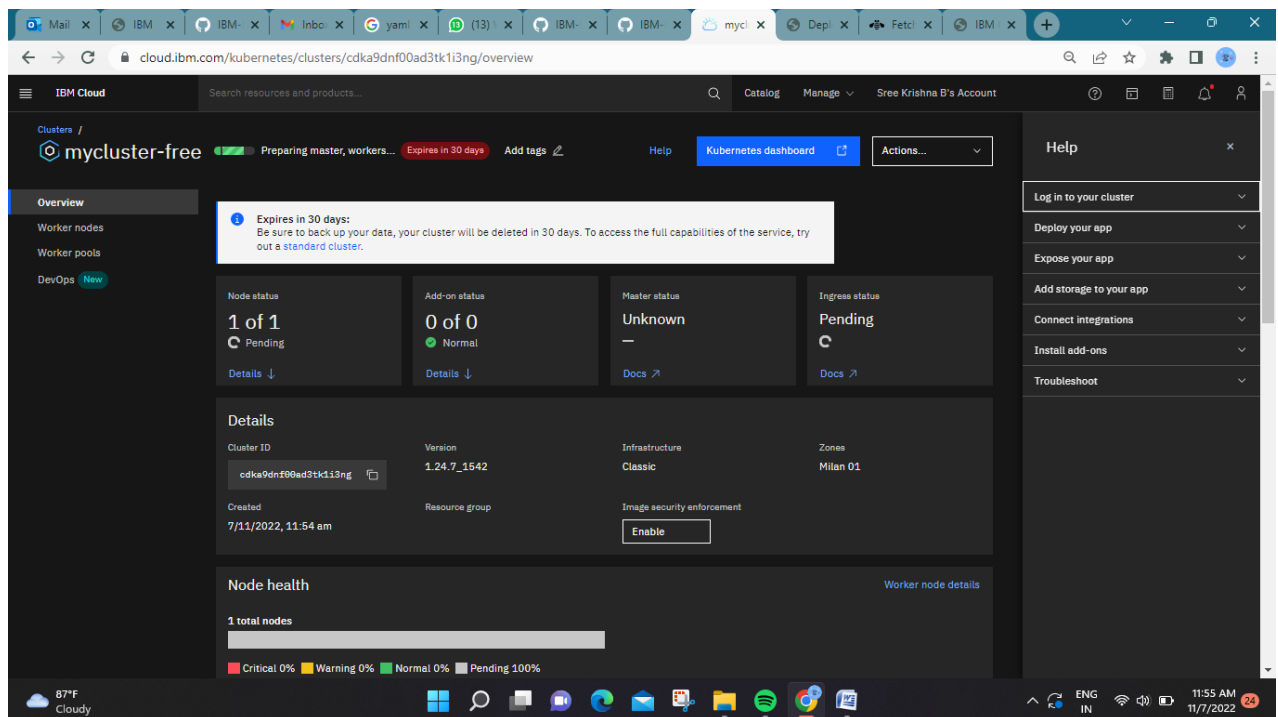 Mail
IBM
IBM-
Inbo
yaml
(13)
IBM-
IBM-
mycl
Depl
Fetch
IBM
cloud.ibm.com/kubernetes/clusters/cdka9dnf00ad3tk1i3ng/overview
IBM Cloud
Search resources and products...
Catalog
Manage
Sree Krishna B's Account
Clusters /
mycluster-free
Preparing master, workers...
Expires in 30 days
Add tags
Help
Kubernetes dashboard
Actions...
Overview
Worker nodes
Worker pools
DevOps New
Expires in 30 days:
Be sure to back up your data, your cluster will be deleted in 30 days. To access the full capabilities of the service, try
out a standard cluster.
Node status
1 of 1
Pending
Details
Add-on status
0 of 0
Normal
Details
Master status
Unknown
–
Docs
Ingress status
Pending
Docs
Details
Cluster ID
cdka9dnf00ad3tk1i3ng
Version
1.24.7_1542
Infrastructure
Classic
Zones
Milan 01
Created
7/11/2022, 11:54 am
Resource group
Image security enforcement
Enable
Node health
Worker node details
1 total nodes
Critical 0% Warning 0% Normal 0% Pending 100%
Help
Log in to your cluster
Deploy your app
Expose your app
Add storage to your app
Connect integrations
Install add-ons
Troubleshoot
87°F
Cloudy
ENG
IN
11:55 AM
11/7/2022
24